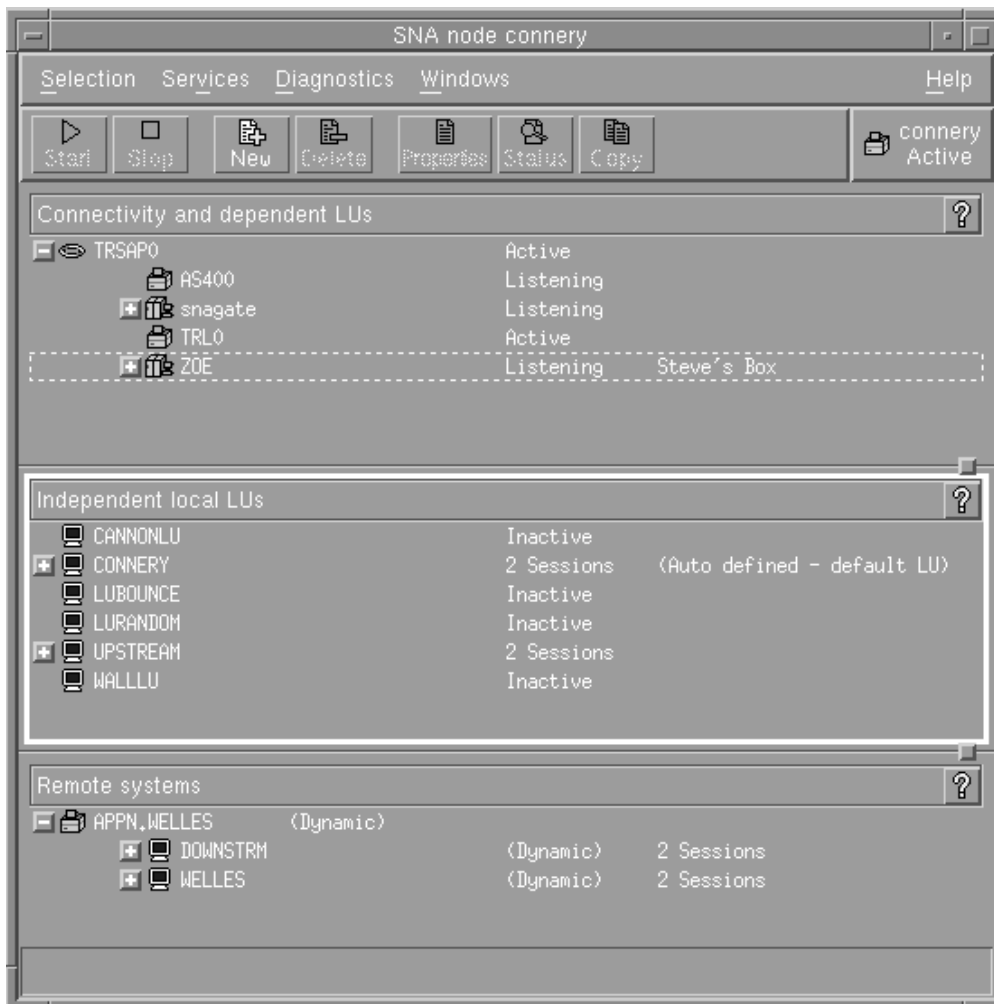 SNA node connery
Selection Services Diagnostics Windows Help
Start Stop New Delete Properties Status Copy connery
Active
Connectivity and dependent LUs ?
TRSAP0 Active
AS400 Listening
snagate Listening
TRL0 Active
ZOE Listening Steve's Box
Independent local LUs ?
CANNONLU Inactive
CONNERY 2 Sessions (Auto defined - default LU)
LUBOUNCE Inactive
LURANDOM Inactive
UPSTREAM 2 Sessions
WALLLU Inactive
Remote systems ?
APPN.WELLES (Dynamic)
DOWNSTRM (Dynamic) 2 Sessions
WELLES (Dynamic) 2 Sessions